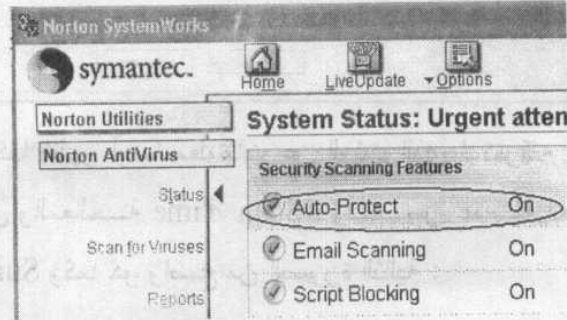 Norton SystemWorks
symantec.
Home LiveUpdate Options
Norton Utilities
Norton AntiVirus
Status
Scan for Viruses
Reports
System Status: Urgent atten
Security Scanning Features
Auto-Protect On
Email Scanning On
Script Blocking On